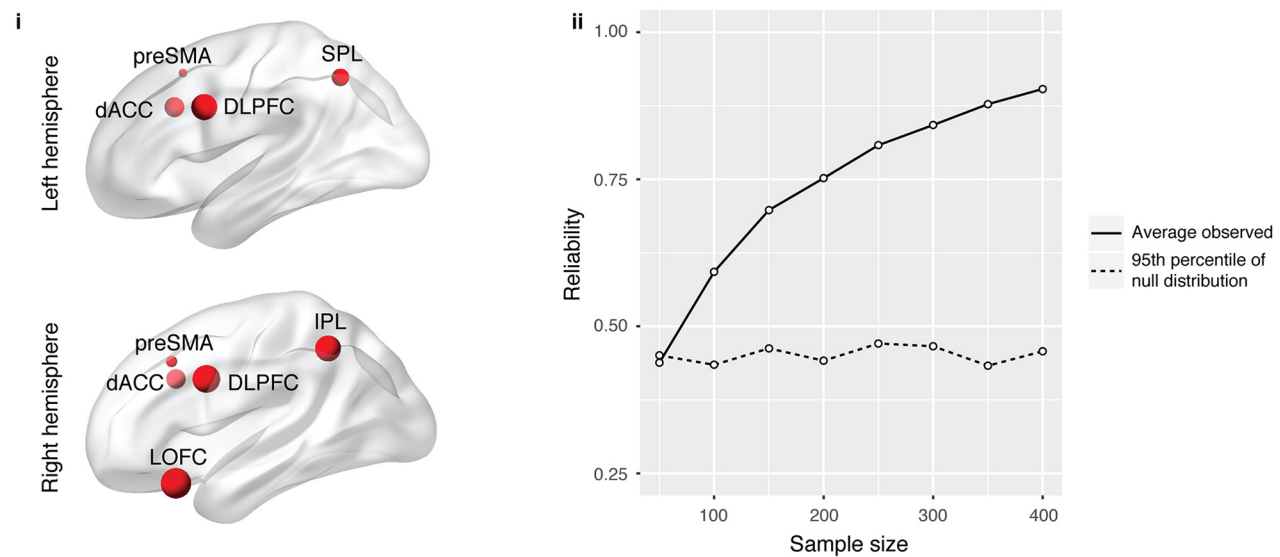 i
Left hemisphere
preSMA
SPL
dACC
DLPFC
Right hemisphere
preSMA
IPL
dACC
DLPFC
LOFC
ii
Reliability
1.00
0.75
0.50
0.25
100
200
300
400
Sample size
Average observed
95th percentile of
null distribution